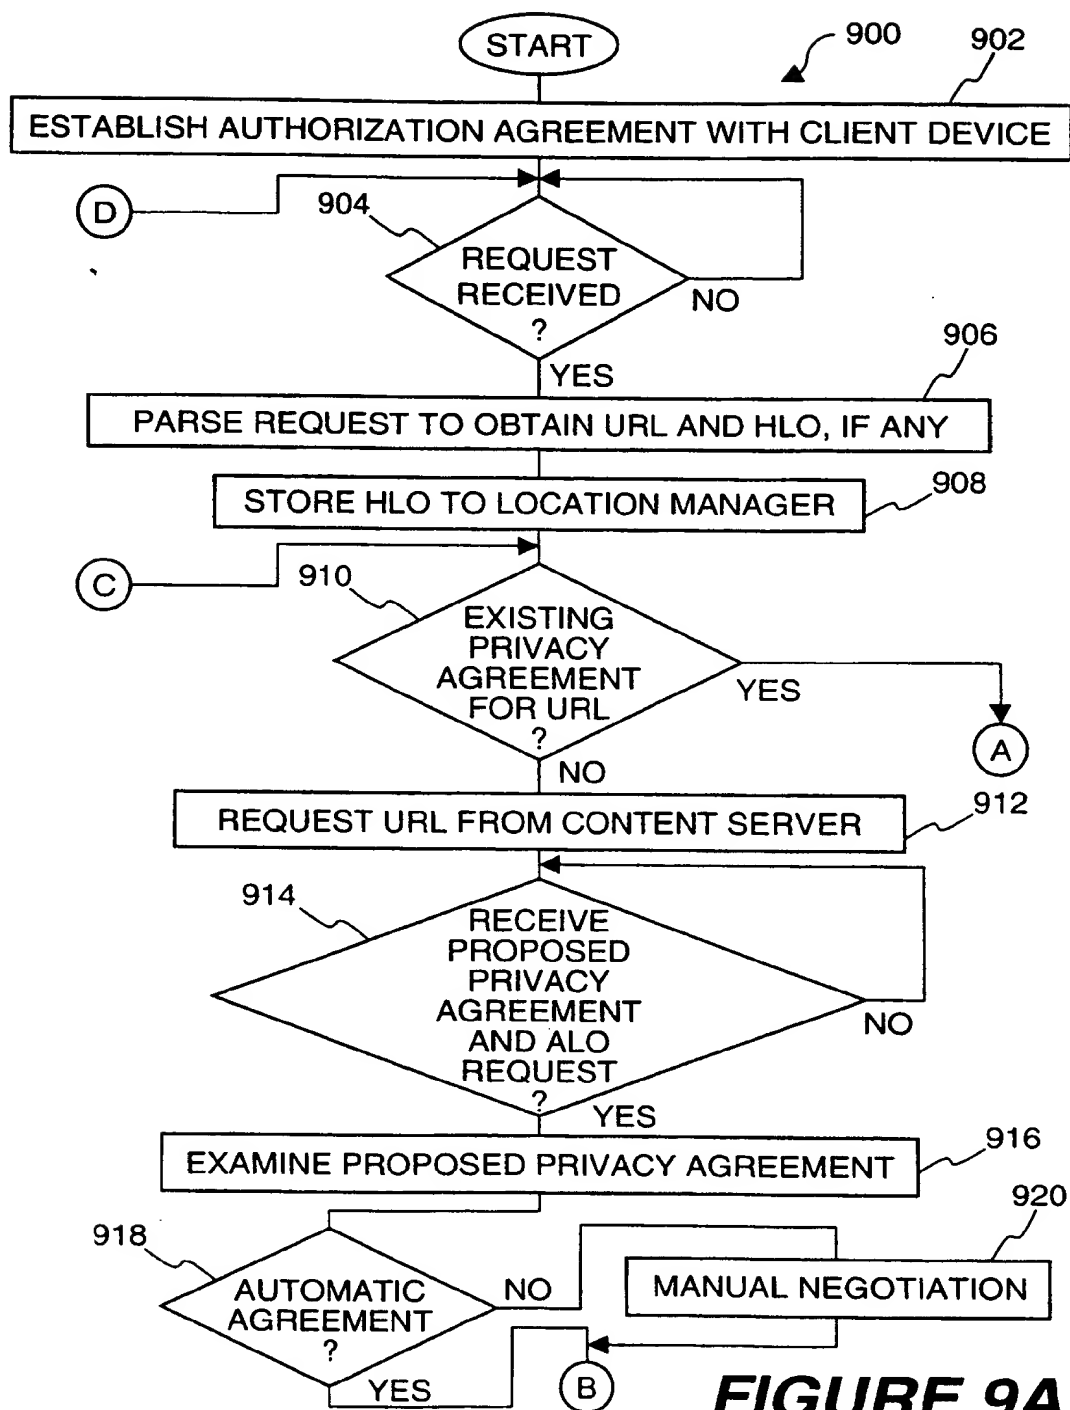 START
900
902
ESTABLISH AUTHORIZATION AGREEMENT WITH CLIENT DEVICE
D
904
REQUEST
RECEIVED
?
NO
YES
906
PARSE REQUEST TO OBTAIN URL AND HLO, IF ANY
908
STORE HLO TO LOCATION MANAGER
C
910
EXISTING
PRIVACY
AGREEMENT
FOR URL
?
YES
A
NO
912
REQUEST URL FROM CONTENT SERVER
914
RECEIVE
PROPOSED
PRIVACY
AGREEMENT
AND ALO
REQUEST
?
NO
YES
916
EXAMINE PROPOSED PRIVACY AGREEMENT
918
AUTOMATIC
AGREEMENT
?
NO
920
MANUAL NEGOTIATION
YES
B
FIGURE 9A